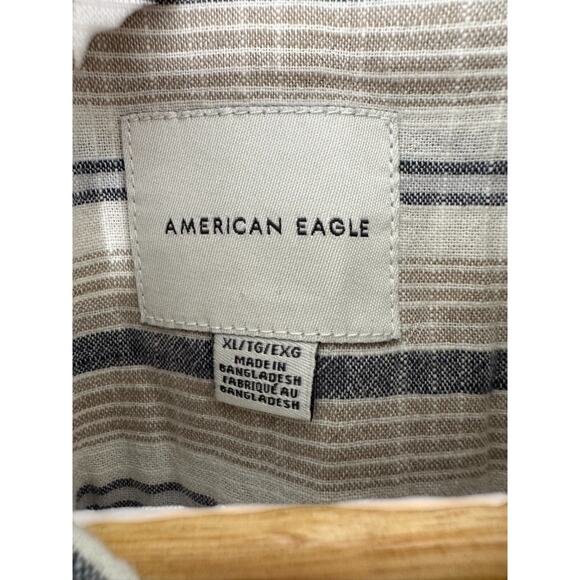 AMERICAN EAGLE
XL/TG/EXG
MADE IN
BANGLADESH
FABRIQUÉ AU
BANGLADESH